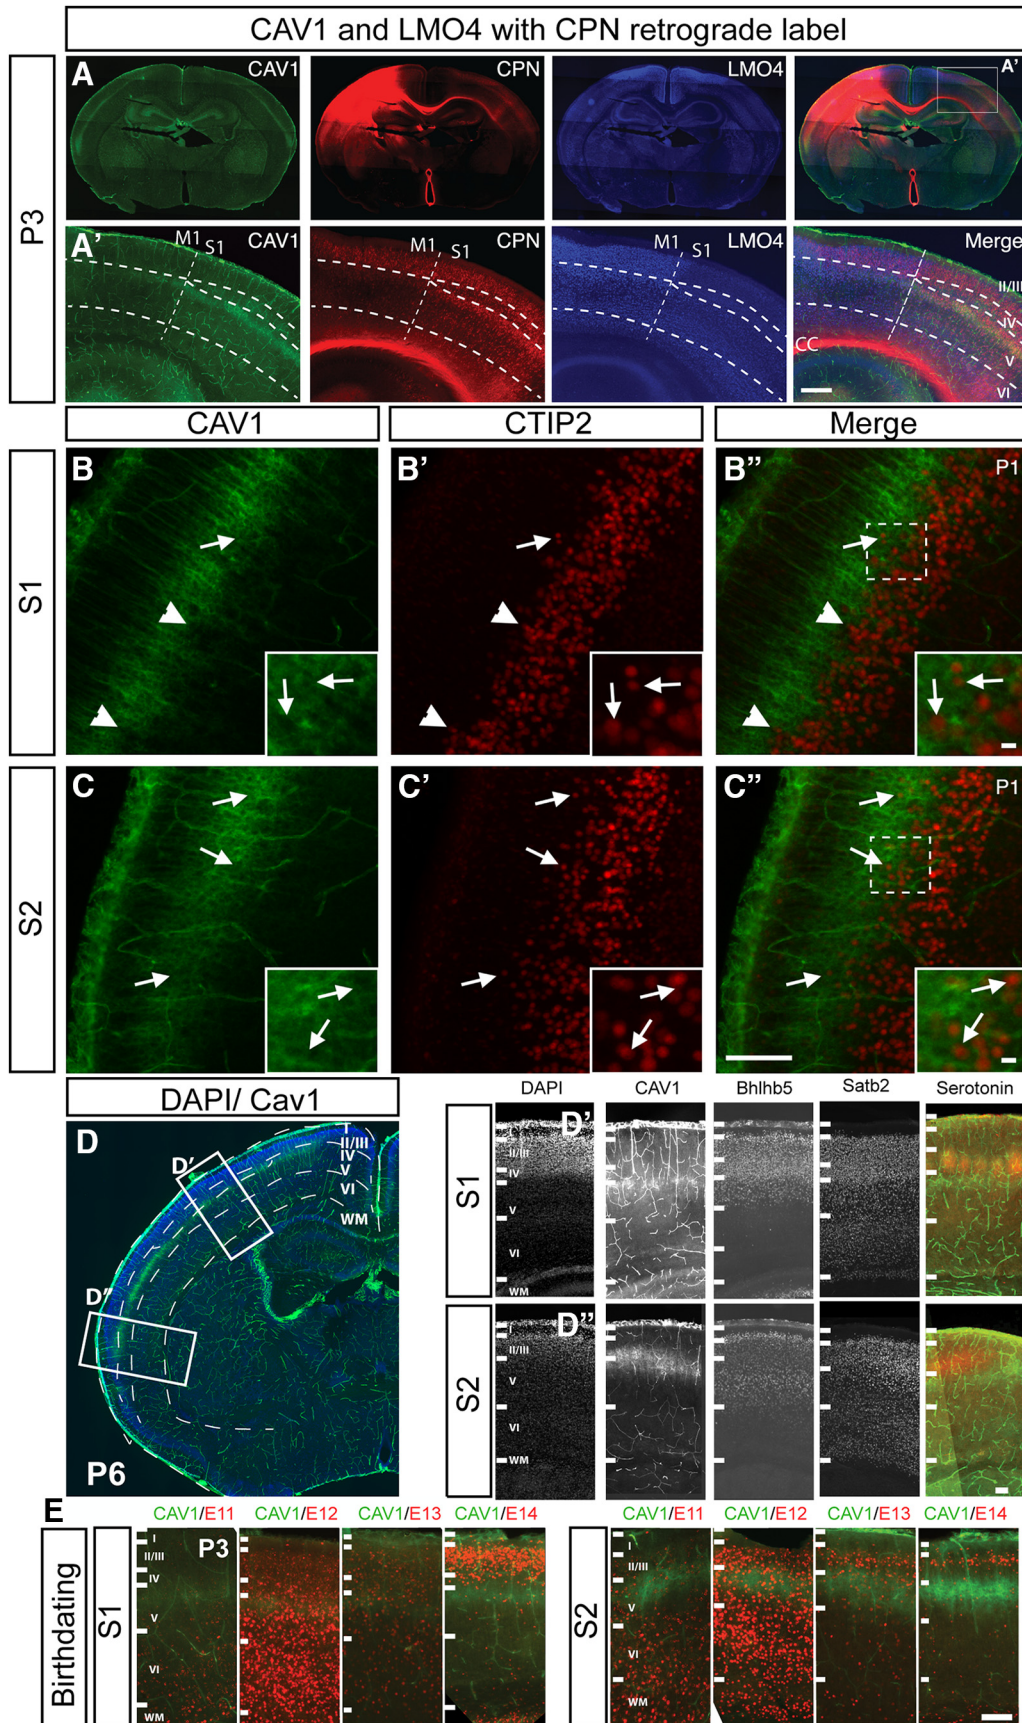 CAV1 and LMO4 with CPN retrograde label
P3
A CAV1 CPN LMO4 A'
A' M1 S1 CAV1 M1 S1 CPN M1 S1 LMO4 Merge
II/III
IV
CC
V
VI
CAV1 CTIP2 Merge
S1
B B' B'' P1
S2
C C' C'' P1
DAPI/ Cav1
DAPI CAV1 Bhlhb5 Satb2 Serotonin
D
I
II/III
IV
V
VI
WM
D'
D''
P6
S1
D'
I
II/III
IV
V
VI
WM
S2
D''
I
II/III
V
VI
WM
E
CAV1/E11 CAV1/E12 CAV1/E13 CAV1/E14 CAV1/E11 CAV1/E12 CAV1/E13 CAV1/E14
Birthdating
S1
P3
I
II/III
IV
V
VI
WM
S2
I
II/III
V
VI
WM